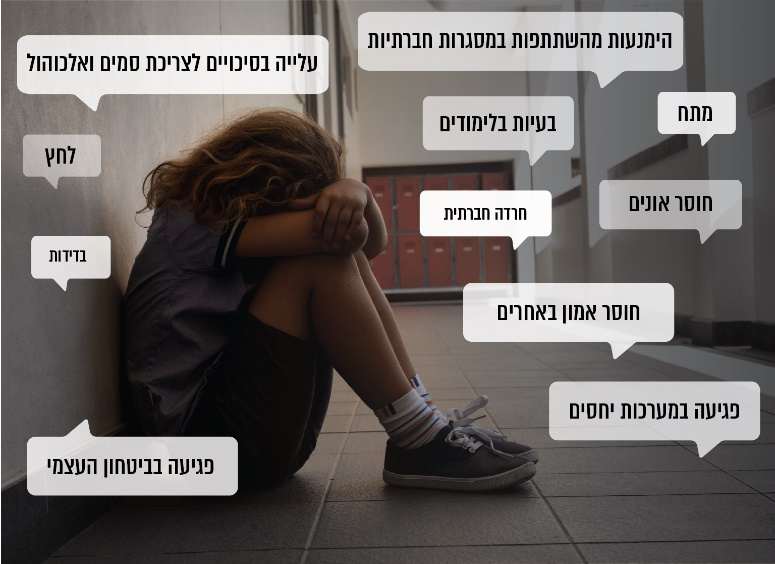 הימנעות מהשתתפות במסגרות חברתיות
עלייה בסיכויים לצריכת סמים ואלכוהול
מתח
בעיות בלימודים
לחץ
חוסר אונים
חרדה חברתית
בדידות
חוסר אמון באחרים
פגיעה במערכות יחסים
פגיעה בביטחון העצמי